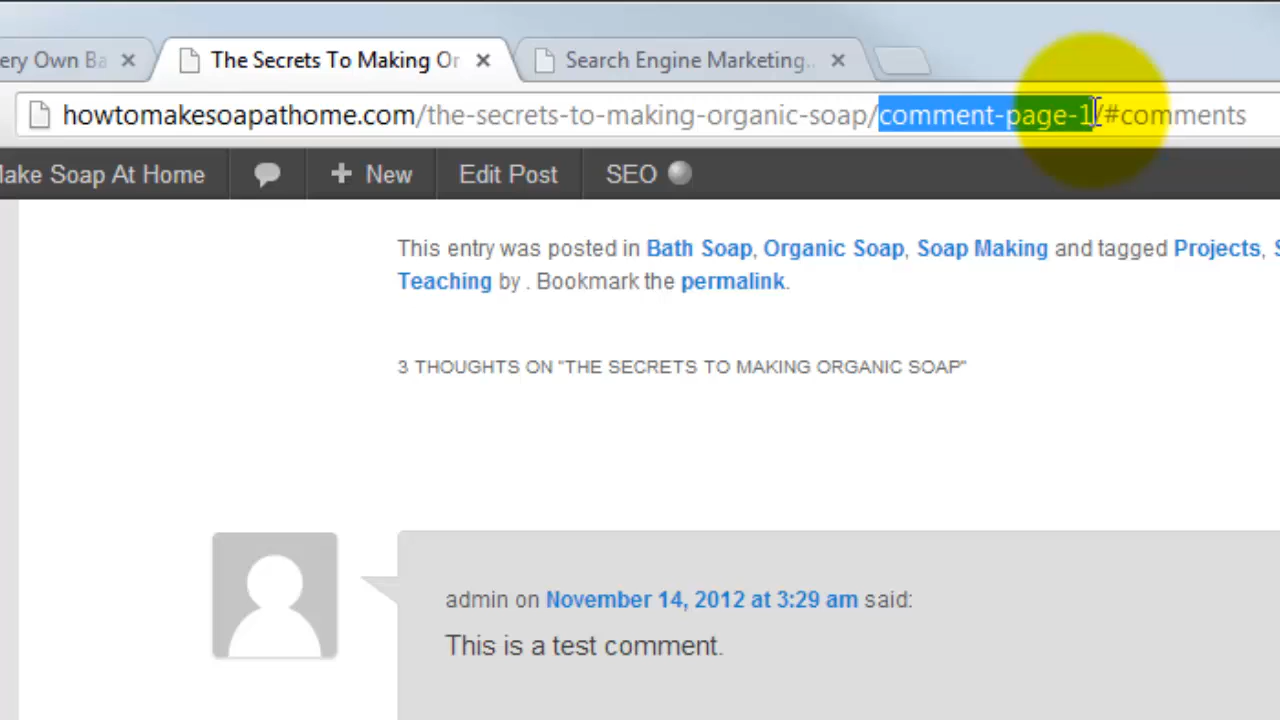 ery Own Ba
The Secrets To Making Or
Search Engine Marketing..
howtomakesoapathome.com/the-secrets-to-making-organic-soap/comment-page-1/#comments
Make Soap At Home
+ New
Edit Post
SEO
This entry was posted in Bath Soap, Organic Soap, Soap Making and tagged Projects, S
Teaching by . Bookmark the permalink.
3 THOUGHTS ON "THE SECRETS TO MAKING ORGANIC SOAP"
admin on November 14, 2012 at 3:29 am said:
This is a test comment.